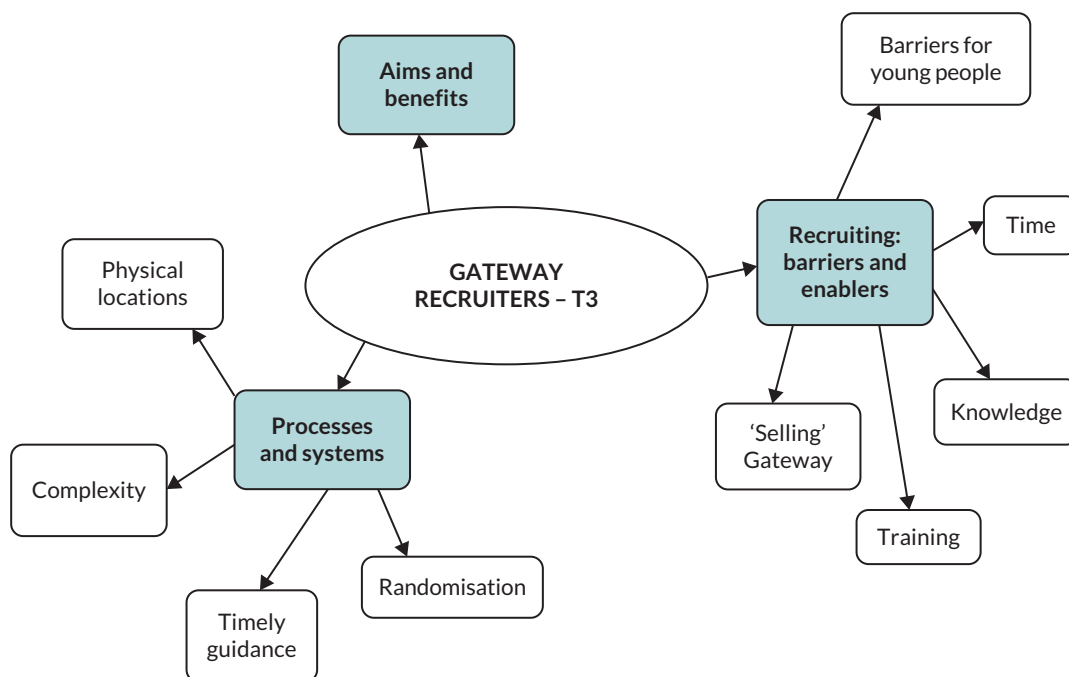 Barriers for
young people
Aims and
benefits
Time
Recruiting:
barriers and
enablers
Physical
locations
GATEWAY
RECRUITERS – T3
Knowledge
Processes
and systems
‘Selling’
Gateway
Complexity
Training
Randomisation
Timely
guidance